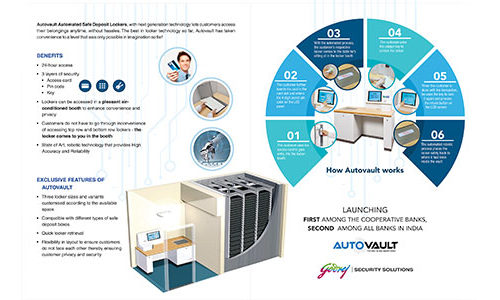 Autovault Automated Safe Deposit Lockers, with next generation technology lets customers access
their belongings anytime, without hassles. The best in locker technology so far, Autovault has taken
convenience to a level that was only possible in imagination so far!
BENEFITS
• 24-hour access
• 3 layers of security
• Access card
• Pin code
• Key
• Lockers can be accessed in a pleasant air-
conditioned booth to enhance convenience and
privacy
• Customers do not have to go through inconvenience
of accessing top row and bottom row lockers - the
locker comes to you in the booth
• State of Art, robotic technology that provides High
Accuracy and Reliability
EXCLUSIVE FEATURES OF
AUTOVAULT
• Three locker sizes and variants
customised according to the available
space
• Compatible with different types of safe
deposit boxes
• Quick locker retrieval
• Flexibility in layout to ensure customers
do not face each other thereby ensuring
customer privacy and security
01
02
03
04
05
06
How Autovault works
LAUNCHING
FIRST AMONG THE COOPERATIVE BANKS,
SECOND AMONG ALL BANKS IN INDIA
AUTOVAULT
Godrej | SECURITY SOLUTIONS